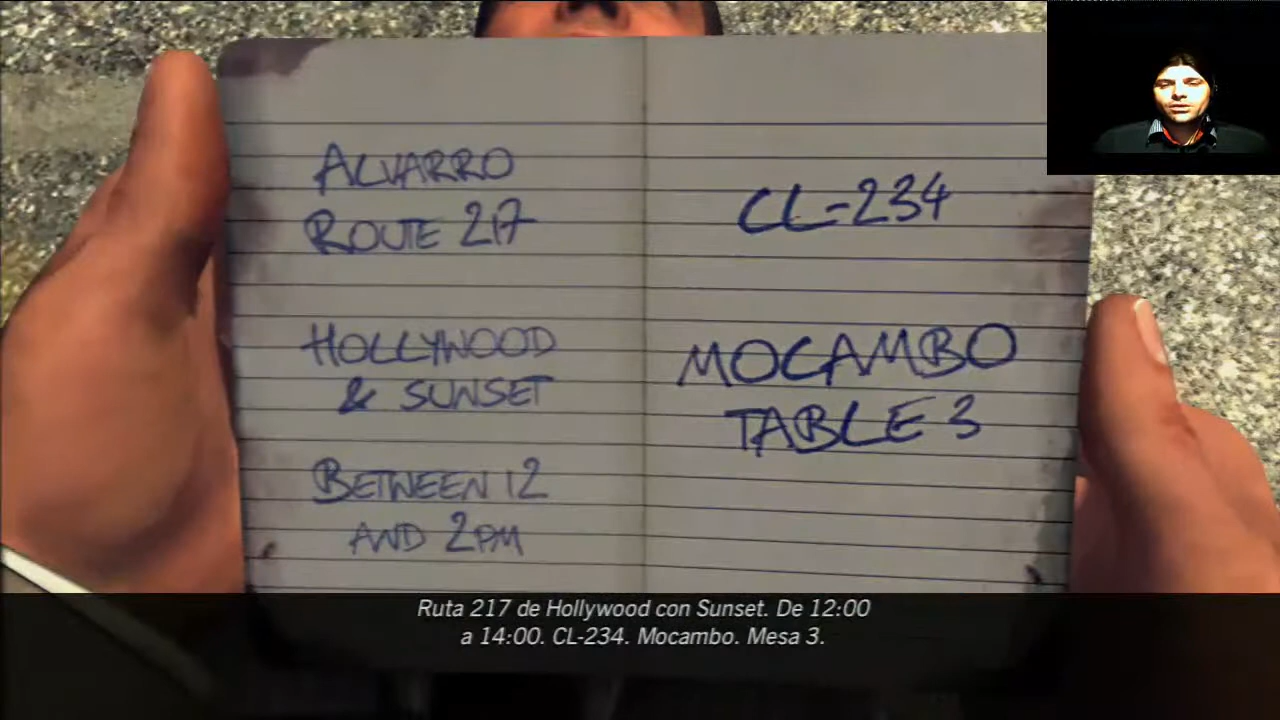 ALVARRO
ROUTE 217
HOLLYWOOD
& SUNSET
BETWEEN 12
AND 2PM
CL-234
MOCAMBO
TABLE 3
Ruta 217 de Hollywood con Sunset. De 12:00
a 14:00. CL-234. Mocambo. Mesa 3.